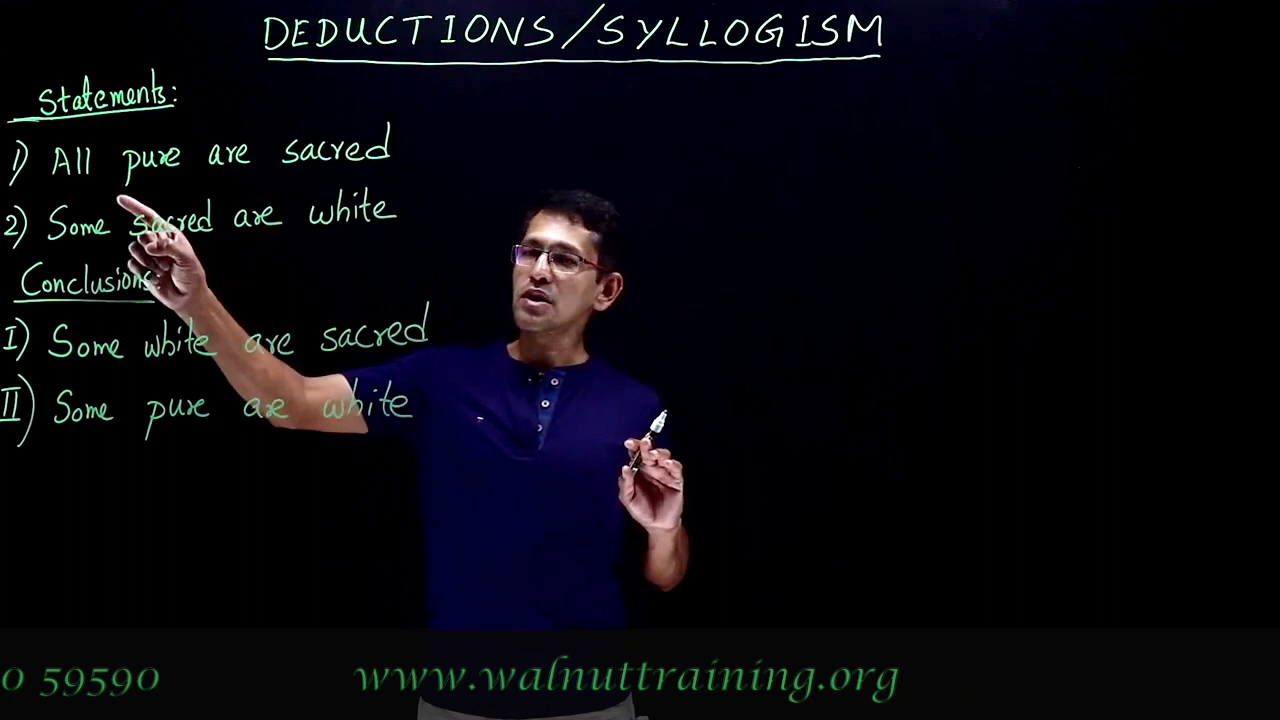 DEDUCTIONS/SYLLOGISM
Statements:
1) All pure are sacred
2) Some sacred are white
Conclusions:
I) Some white are sacred
II) Some pure are white
0 59590 www.walnuttraining.org